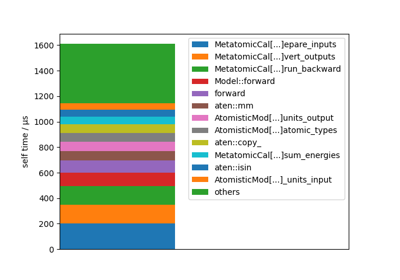 self time / µs
1600
1400
1200
1000
800
600
400
200
0
MetatomicCal[...]epare_inputs
MetatomicCal[...]vert_outputs
MetatomicCal[...]run_backward
Model::forward
forward
aten::mm
AtomisticMod[...]units_output
AtomisticMod[...]atomic_types
aten::copy_
MetatomicCal[...]sum_energies
aten::isin
AtomisticMod[...]_units_input
others